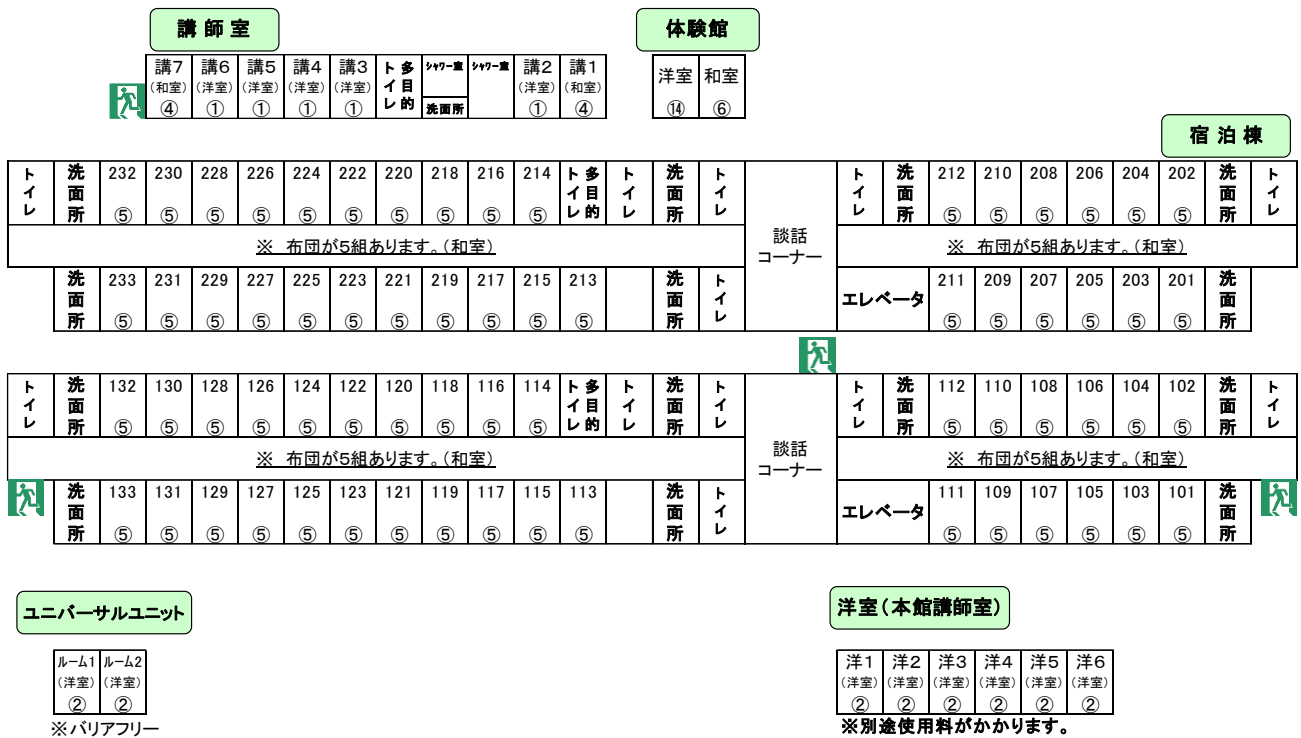 講師室
体験館
講7 講6 講5 講4 講3 多目的トイレ シャワー室 シャワー室 講2 講1
(和室) (洋室) (洋室) (洋室) (洋室) 洗面所 (洋室) (和室)
④ ① ① ① ① ① ④
洋室 和室
⑭ ⑥
宿泊棟
トイレ 洗面所 232 230 228 226 224 222 220 218 216 214 多目的トイレ トイレ 洗面所 トイレ
⑤ ⑤ ⑤ ⑤ ⑤ ⑤ ⑤ ⑤ ⑤ ⑤
※ 布団が5組あります。(和室)
洗面所 233 231 229 227 225 223 221 219 217 215 213 洗面所 トイレ
⑤ ⑤ ⑤ ⑤ ⑤ ⑤ ⑤ ⑤ ⑤ ⑤ ⑤
談話
コーナー
トイレ 洗面所 212 210 208 206 204 202 洗面所 トイレ
⑤ ⑤ ⑤ ⑤ ⑤ ⑤
※ 布団が5組あります。(和室)
エレベータ 211 209 207 205 203 201 洗面所
⑤ ⑤ ⑤ ⑤ ⑤ ⑤
トイレ 洗面所 132 130 128 126 124 122 120 118 116 114 多目的トイレ トイレ 洗面所 トイレ
⑤ ⑤ ⑤ ⑤ ⑤ ⑤ ⑤ ⑤ ⑤ ⑤
※ 布団が5組あります。(和室)
洗面所 133 131 129 127 125 123 121 119 117 115 113 洗面所 トイレ
⑤ ⑤ ⑤ ⑤ ⑤ ⑤ ⑤ ⑤ ⑤ ⑤ ⑤
談話
コーナー
トイレ 洗面所 112 110 108 106 104 102 洗面所 トイレ
⑤ ⑤ ⑤ ⑤ ⑤ ⑤
※ 布団が5組あります。(和室)
エレベータ 111 109 107 105 103 101 洗面所
⑤ ⑤ ⑤ ⑤ ⑤ ⑤
ユニバーサルユニット
ルーム1 ルーム2
(洋室) (洋室)
② ②
※バリアフリー
洋室(本館講師室)
洋1 洋2 洋3 洋4 洋5 洋6
(洋室) (洋室) (洋室) (洋室) (洋室) (洋室)
② ② ② ② ② ②
※別途使用料がかかります。